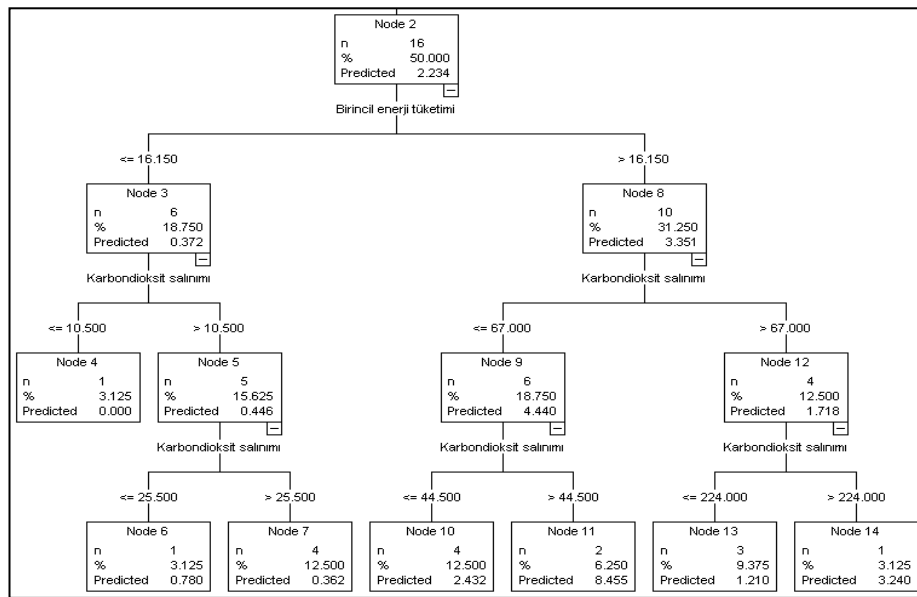 Node 2
n 16
% 50.000
Predicted 2.234
Birincil enerji tüketimi
<= 16.150
> 16.150
Node 3
n 6
% 18.750
Predicted 0.372
Node 8
n 10
% 31.250
Predicted 3.351
Karbondioksit salınımı
Karbondioksit salınımı
<= 10.500
> 10.500
<= 67.000
> 67.000
Node 4
n 1
% 3.125
Predicted 0.000
Node 5
n 5
% 15.625
Predicted 0.446
Node 9
n 6
% 18.750
Predicted 4.440
Node 12
n 4
% 12.500
Predicted 1.718
Karbondioksit salınımı
Karbondioksit salınımı
Karbondioksit salınımı
<= 25.500
> 25.500
<= 44.500
> 44.500
<= 224.000
> 224.000
Node 6
n 1
% 3.125
Predicted 0.780
Node 7
n 4
% 12.500
Predicted 0.362
Node 10
n 4
% 12.500
Predicted 2.432
Node 11
n 2
% 6.250
Predicted 8.455
Node 13
n 3
% 9.375
Predicted 1.210
Node 14
n 1
% 3.125
Predicted 3.240